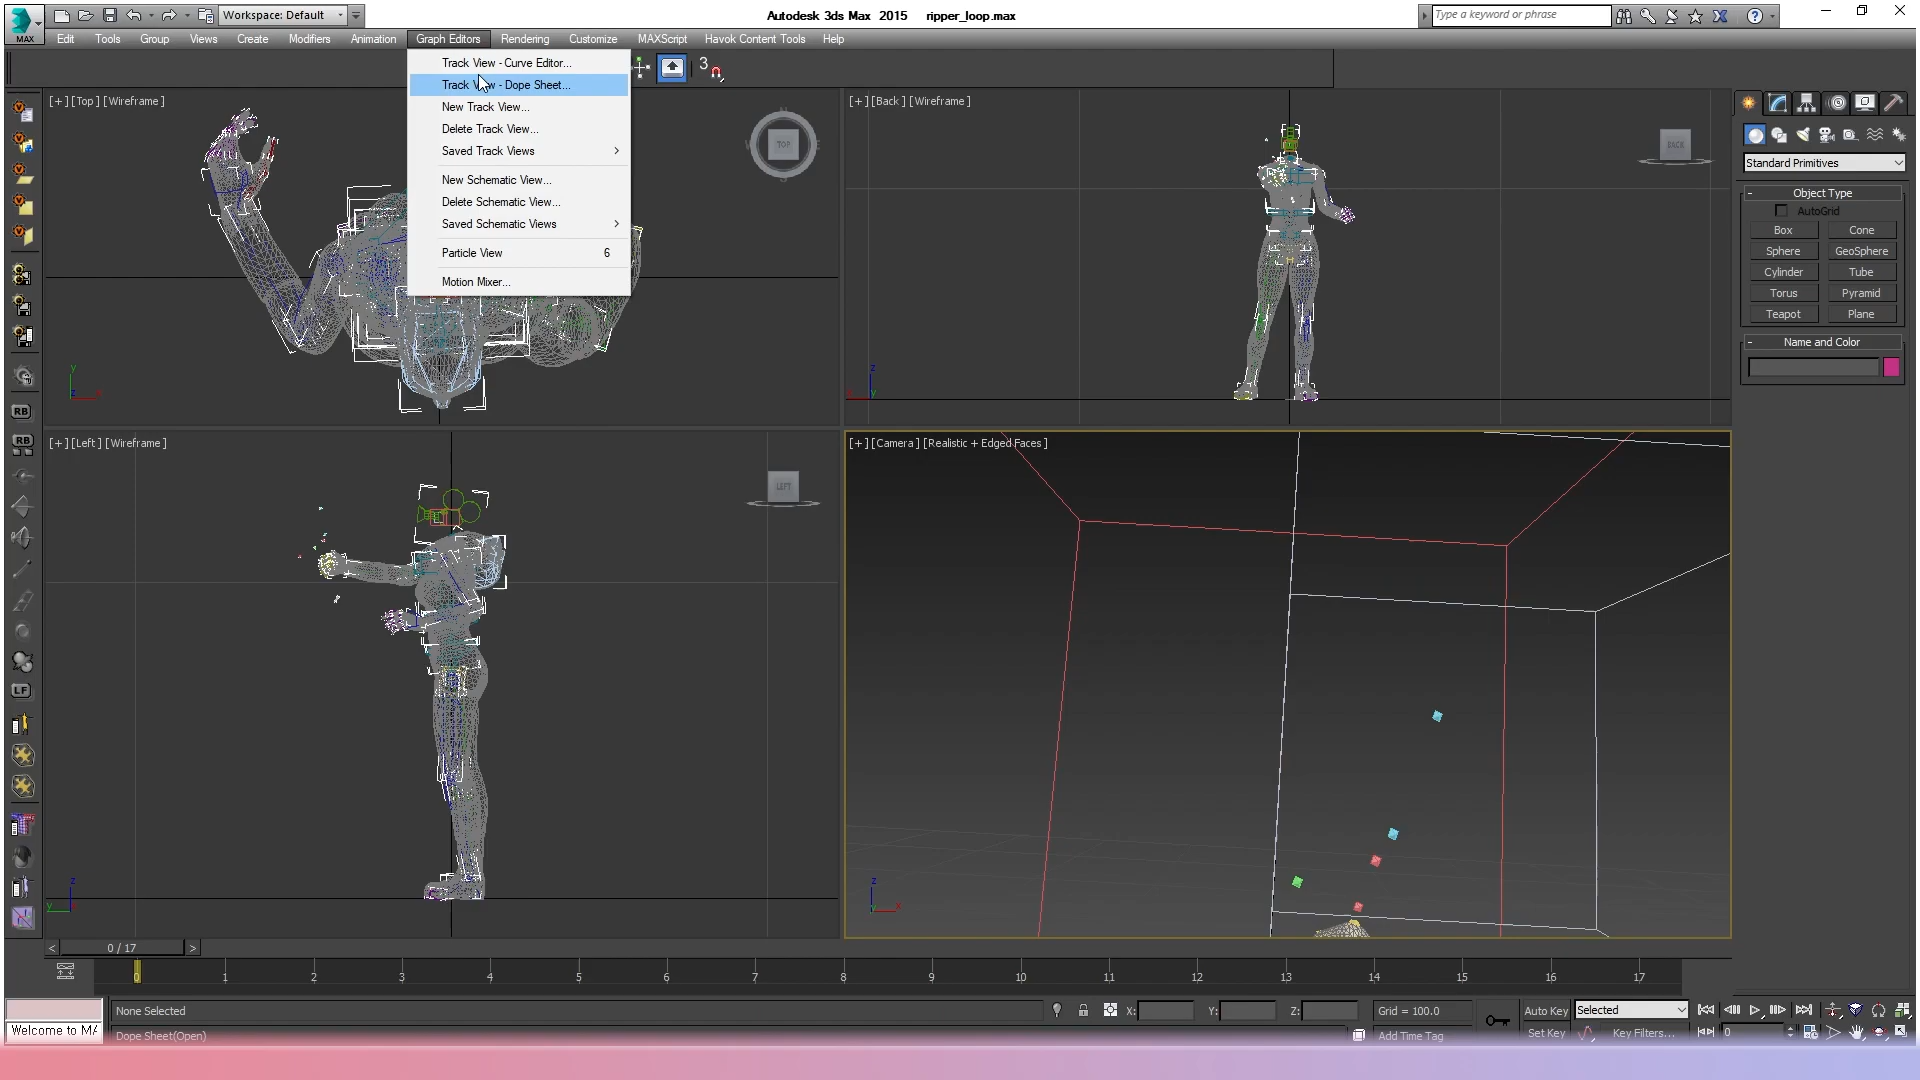 Workspace: Default
Autodesk 3ds Max 2015 ripper_loop.max
Type a keyword or phrase
MAX
Edit Tools Group Views Create Modifiers Animation Graph Editors Rendering Customize MAXScript Havok Content Tools Help
3
Track View - Curve Editor...
Track View - Dope Sheet...
New Track View...
Delete Track View...
Saved Track Views
New Schematic View...
Delete Schematic View...
Saved Schematic Views
Particle View 6
Motion Mixer...
[+] [Top] [Wireframe]
TOP
[+] [Back] [Wireframe]
BACK
[+] [Left] [Wireframe]
LEFT
[+] [Camera] [Realistic + Edged Faces]
Standard Primitives
- Object Type
AutoGrid
Box Cone
Sphere GeoSphere
Cylinder Tube
Torus Pyramid
Teapot Plane
- Name and Color
RB
RB
LF
y
z
z
y
z
x
< 0 / 17 >
0 1 2 3 4 5 6 7 8 9 10 11 12 13 14 15 16 17
None Selected X: Y: Z: Grid = 100.0 Auto Key Selected
Welcome to MA
Dope Sheet(Open) Add Time Tag Set Key Key Filters... 0